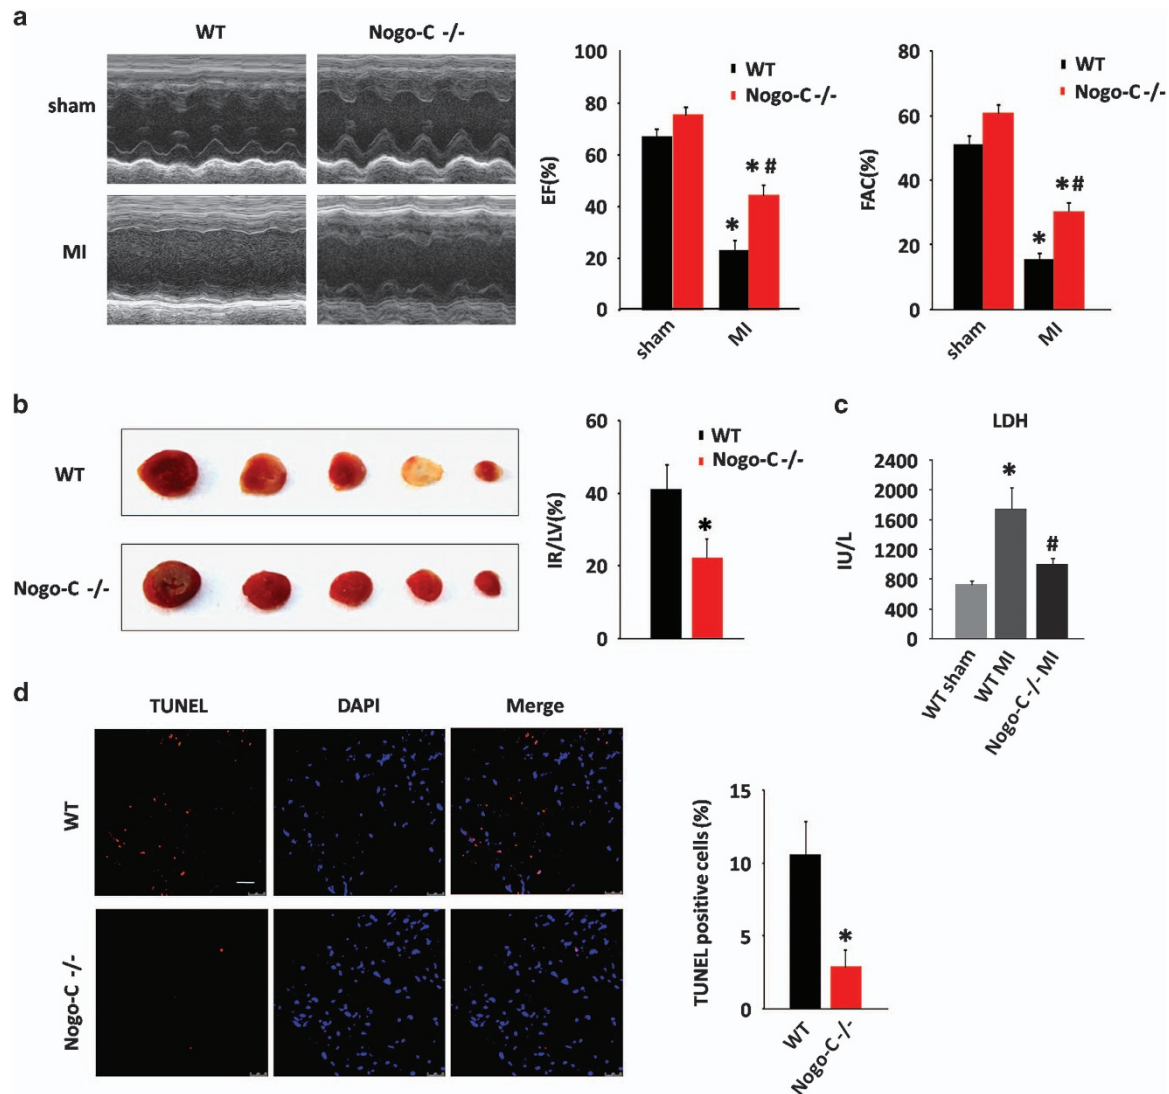 a
WT
Nogo-C -/-
sham
MI
100
80
60
40
20
0
EF(%)
WT
Nogo-C -/-
*
* #
sham
MI
80
60
40
20
0
FAC(%)
WT
Nogo-C -/-
*
*#
sham
MI
b
WT
Nogo-C -/-
60
40
20
0
IR/LV(%)
WT
Nogo-C -/-
*
c
LDH
2400
2000
1600
1200
800
400
0
IU/L
*
#
WT sham
WT MI
Nogo-C -/- MI
d
TUNEL
DAPI
Merge
WT
Nogo-C -/-
15
10
5
0
TUNEL positive cells (%)
*
WT
Nogo-C -/-